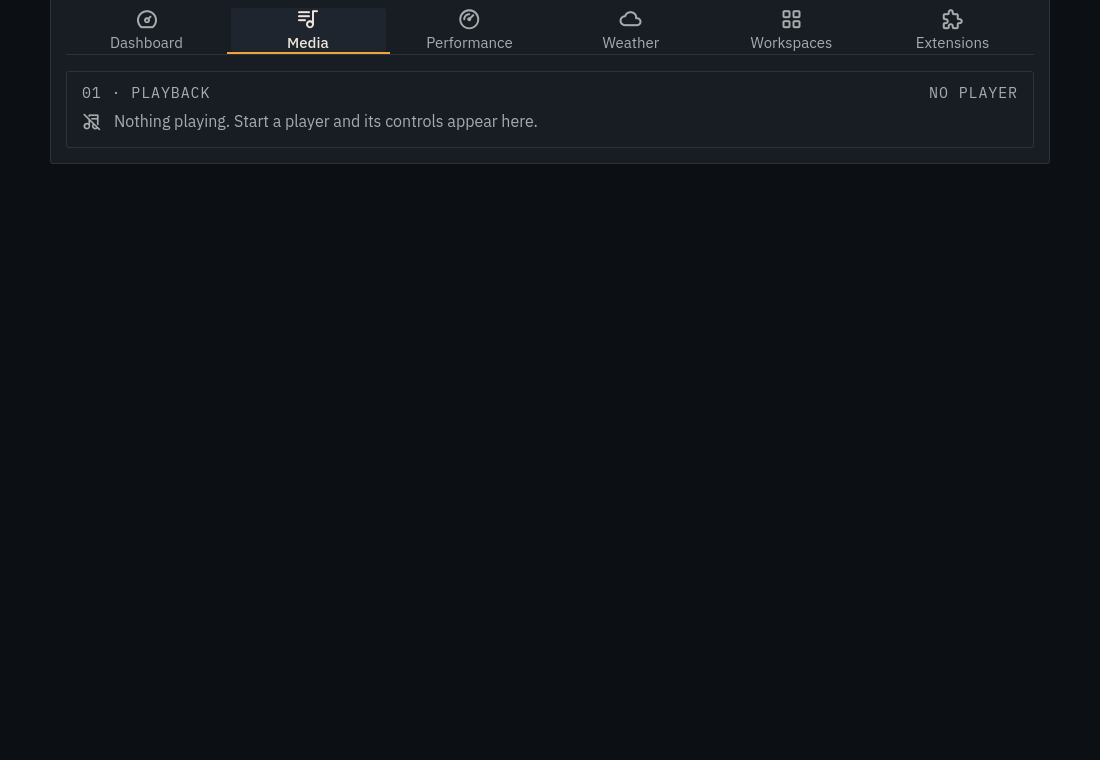 Dashboard
Media
Performance
Weather
Workspaces
Extensions
01 · PLAYBACK
NO PLAYER
Nothing playing. Start a player and its controls appear here.